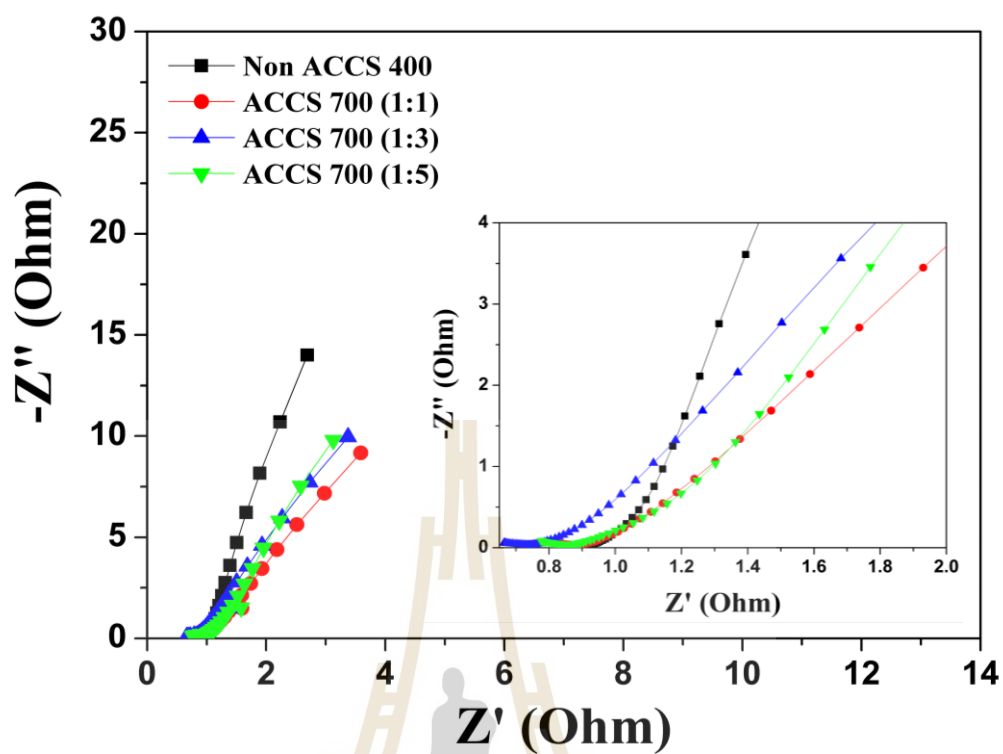 30
25
20
15
10
5
0
-Z'' (Ohm)
Non ACCS 400
ACCS 700 (1:1)
ACCS 700 (1:3)
ACCS 700 (1:5)
4
3
2
1
0
-Z'' (Ohm)
0.8 1.0 1.2 1.4 1.6 1.8 2.0
Z' (Ohm)
0 2 4 6 8 10 12 14
Z' (Ohm)